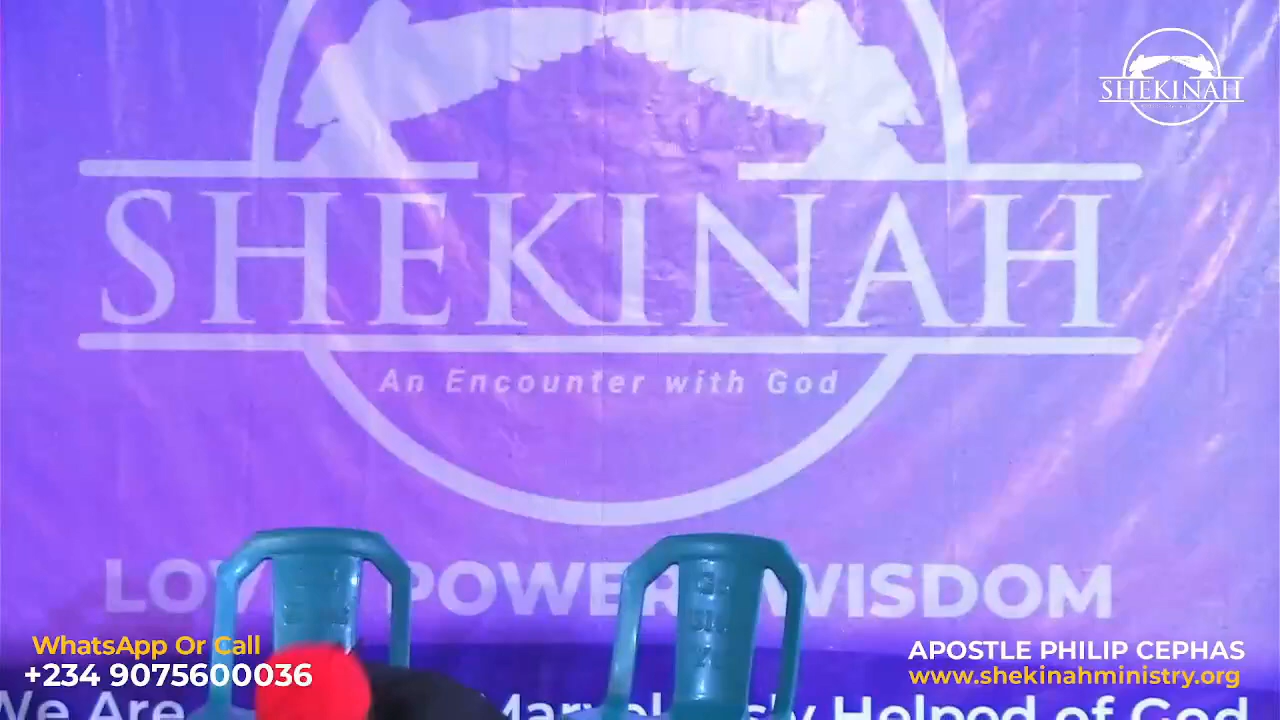 SHEKINAH
SHEKINAH
An Encounter with God
POWER WISDOM
WhatsApp Or Call
+234 9075600036
APOSTLE PHILIP CEPHAS
www.shekinahministry.org
We Are Helped of God